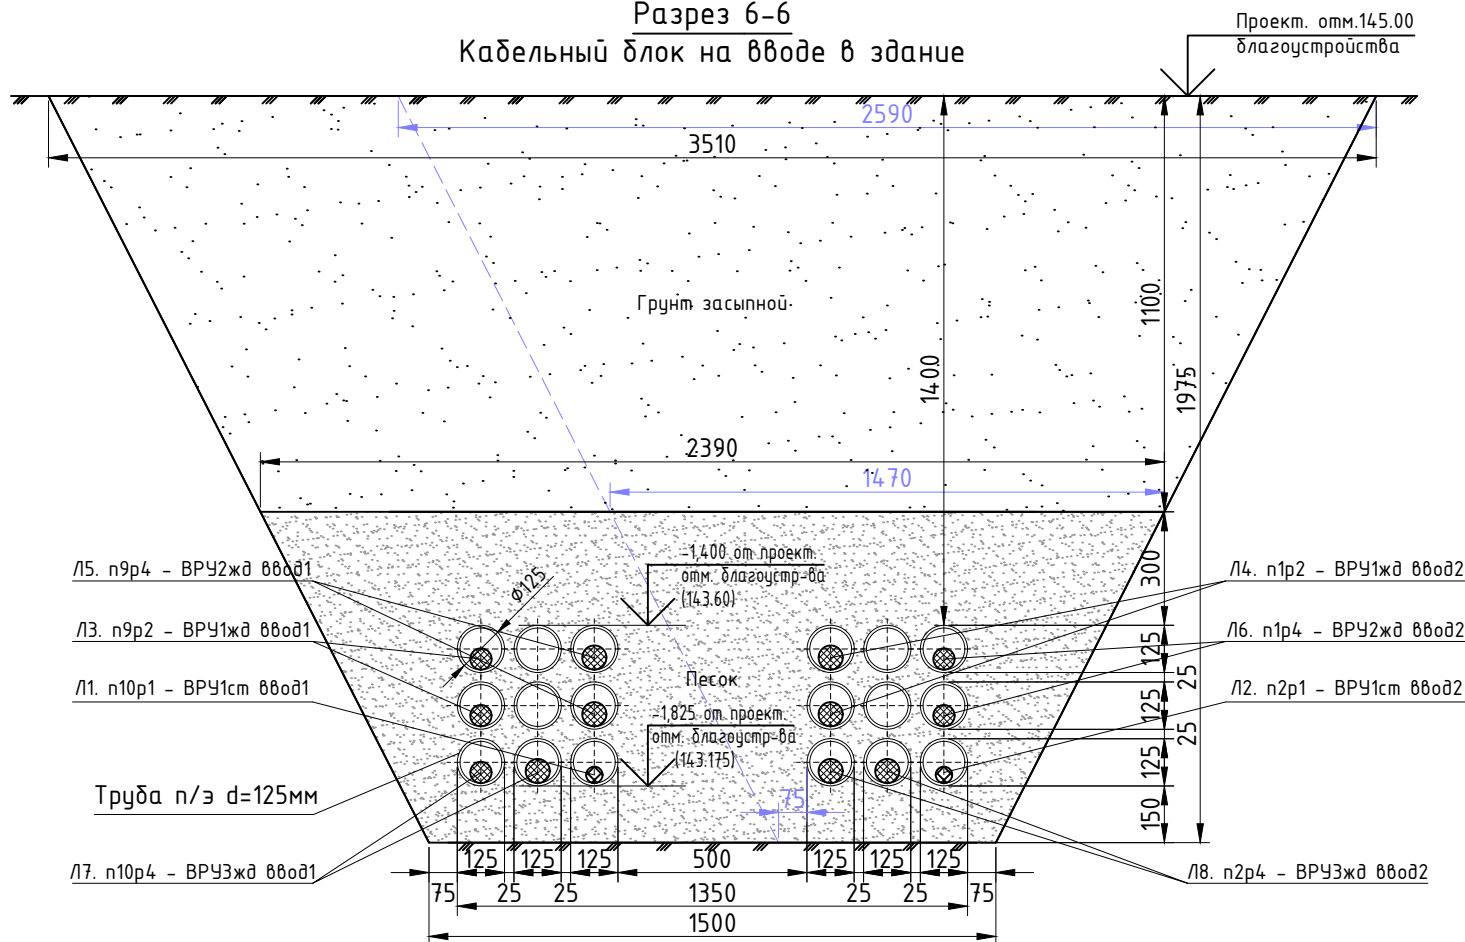 Разрез 6-6
Кабельный блок на вводе в здание
Проект. отм.145.00
благоустройства
2590
3510
Грунт засыпной
1100
1400
1975
2390
1470
-1,400 от проект.
отм. благоустр-ва
(143.60)
300
Л5. п9р4 - ВРУ2жд ввод1
Ф125
Л4. п1р2 - ВРУ1жд ввод2
Л3. п9р2 - ВРУ1жд ввод1
Л6. п1р4 - ВРУ2жд ввод2
125
25
Песок
Л1. п10р1 - ВРУ1ст ввод1
Л2. п2р1 - ВРУ1ст ввод2
-1,825 от проект.
отм. благоустр-ва
(143.175)
125
25
125
Труба п/э d=125мм
75
150
Л7. п10р4 - ВРУ3жд ввод1
125 125 125 500 125 125 125
Л8. п2р4 - ВРУ3жд ввод2
75 25 25 1350 25 25 75
1500